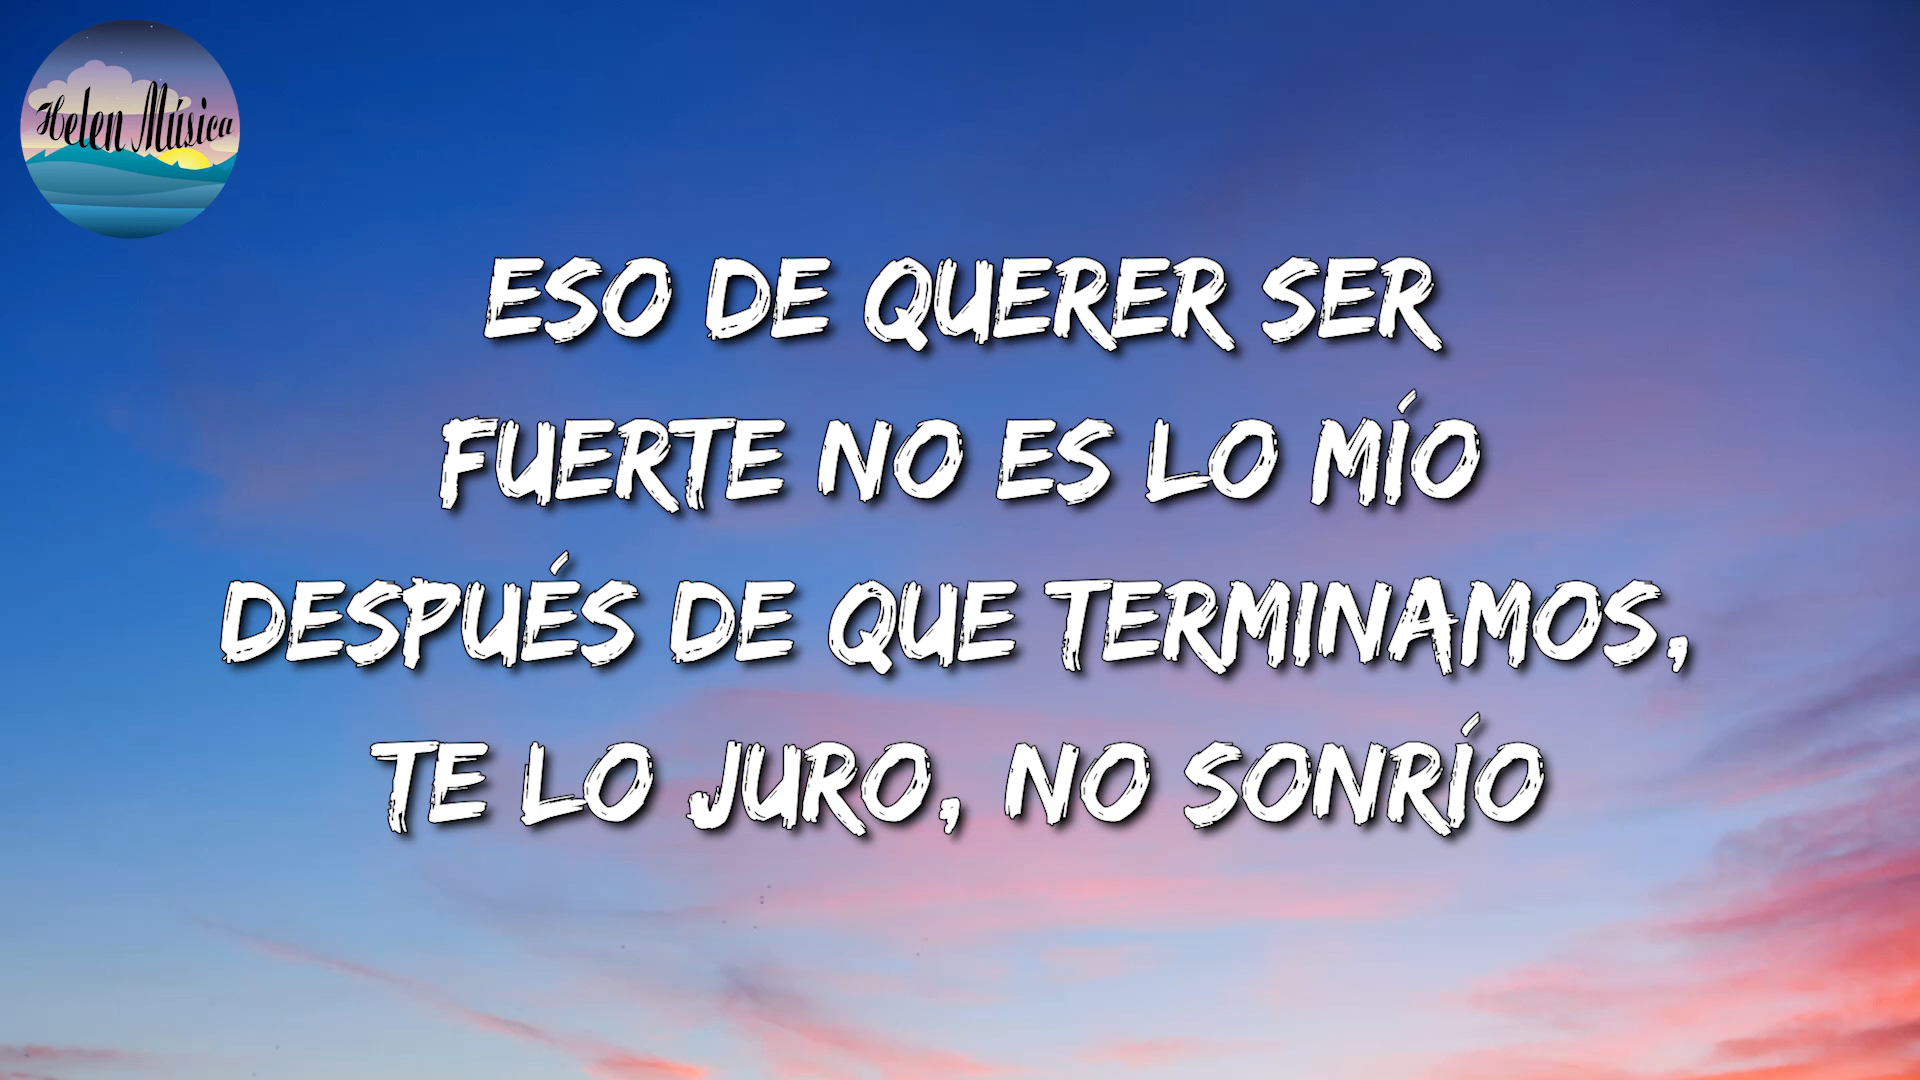 Helen Música
ESO DE QUERER SER
FUERTE NO ES LO MÍO
DESPUÉS DE QUE TERMINAMOS,
TE LO JURO, NO SONRÍO